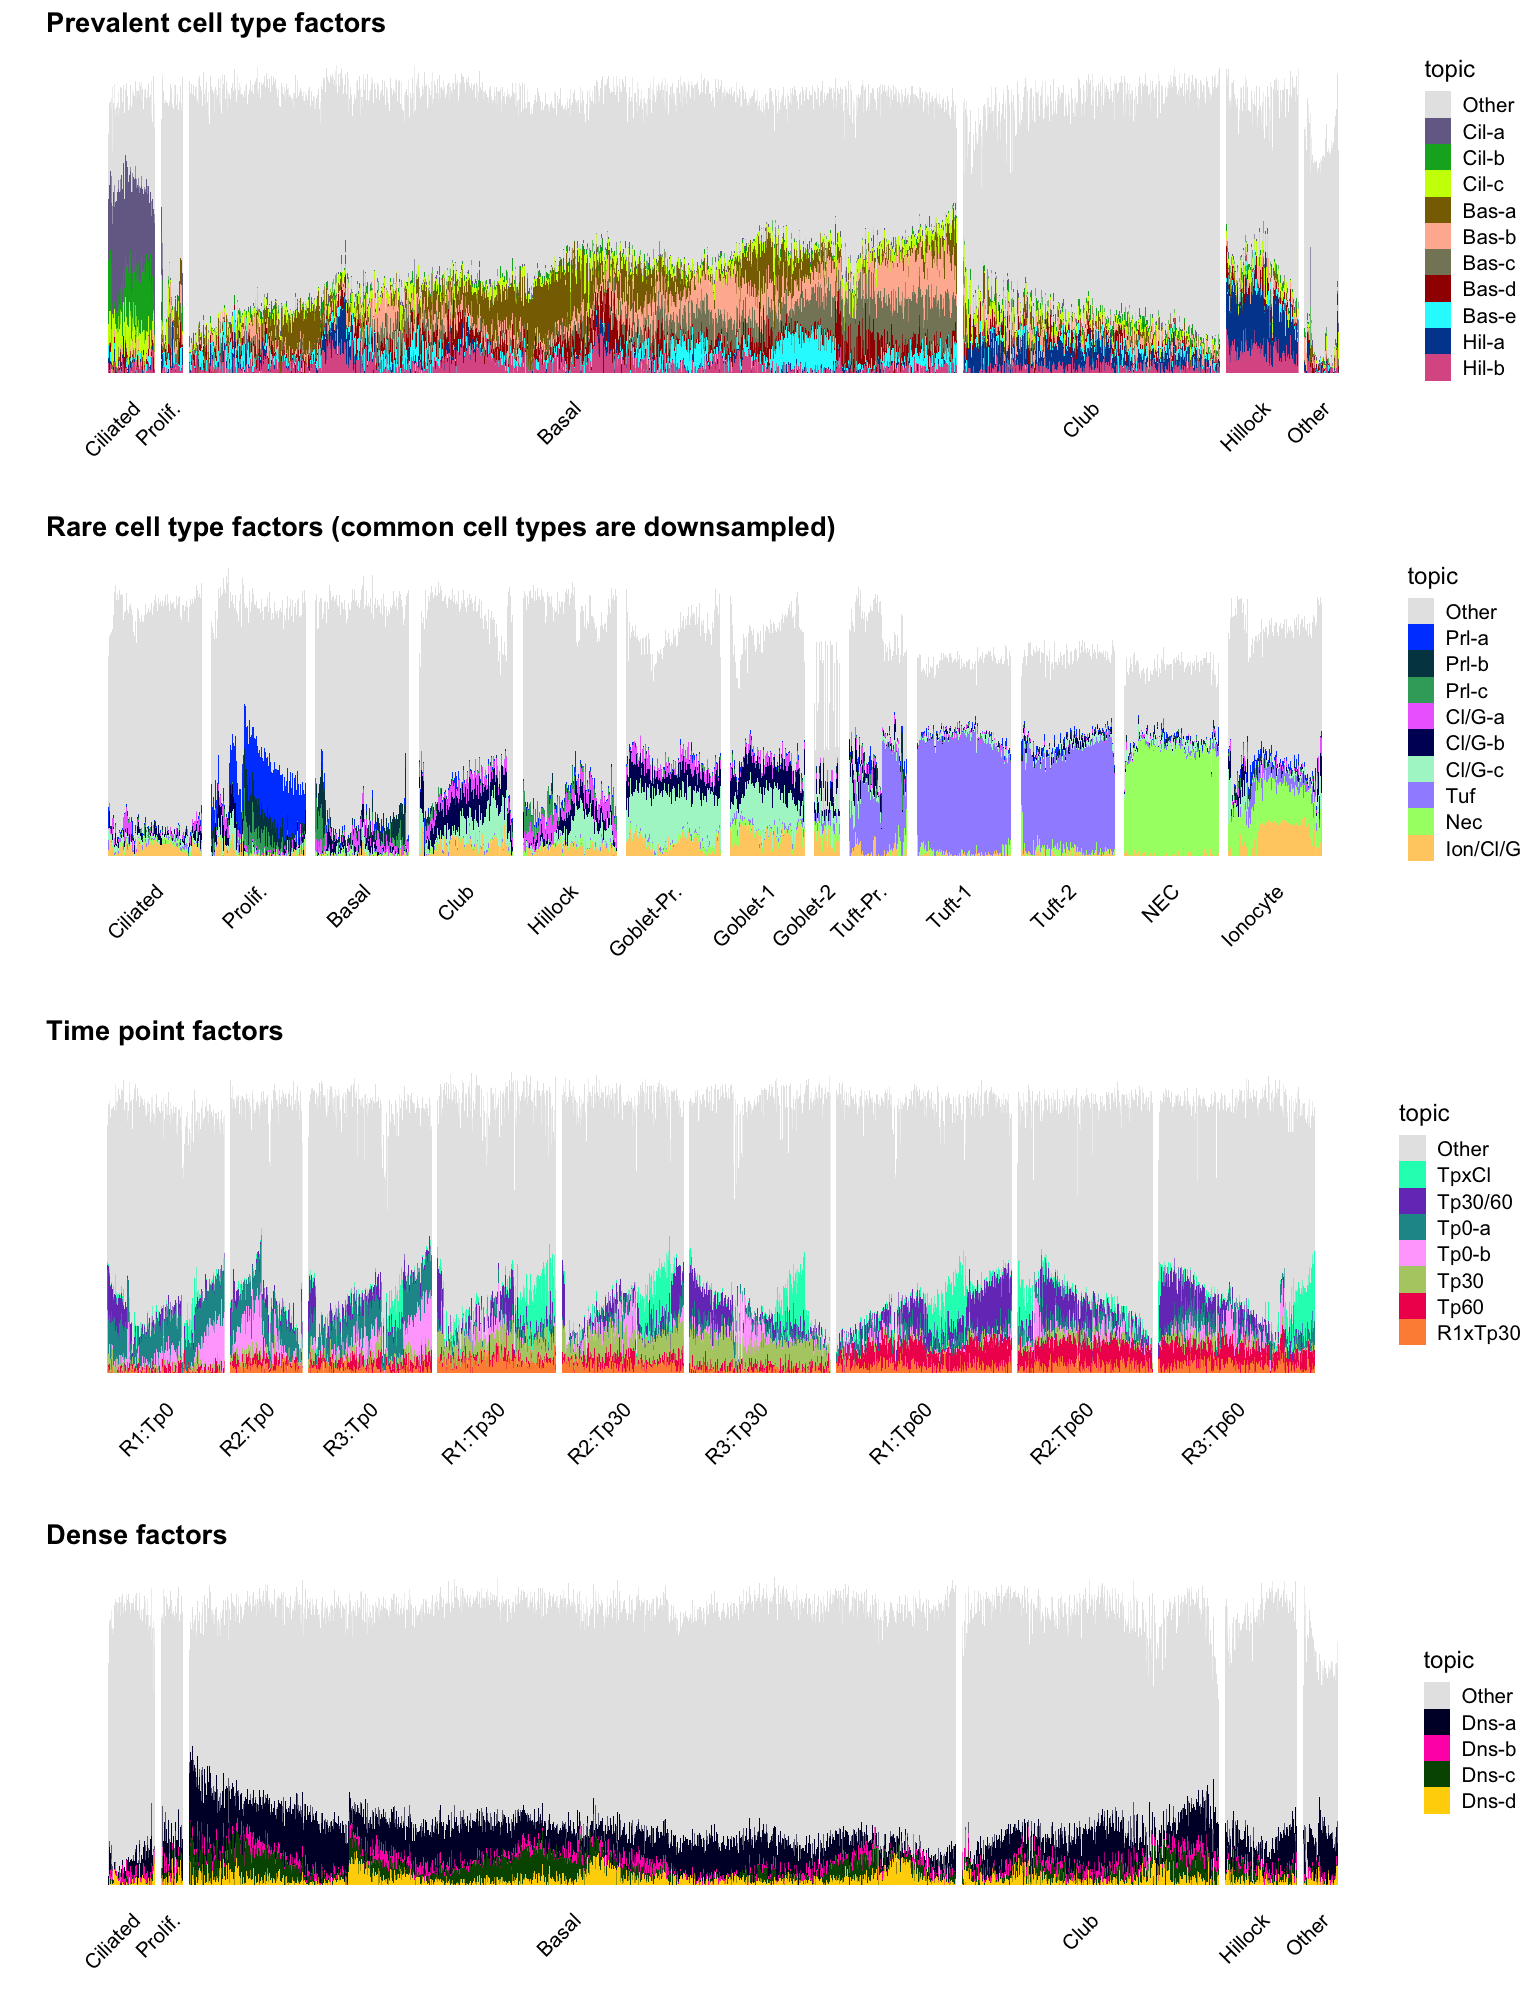 Prevalent cell type factors
topic
Other
Cil-a
Cil-b
Cil-c
Bas-a
Bas-b
Bas-c
Bas-d
Bas-e
Hil-a
Hil-b
Ciliated
Prolif.
Basal
Club
Hillock
Other
Rare cell type factors (common cell types are downsampled)
topic
Other
Prl-a
Prl-b
Prl-c
Cl/G-a
Cl/G-b
Cl/G-c
Tuf
Nec
Ion/Cl/G
Ciliated
Prolif.
Basal
Club
Hillock
Goblet-Pr.
Goblet-1
Goblet-2
Tuft-Pr.
Tuft-1
Tuft-2
NEC
Ionocyte
Time point factors
topic
Other
TpxCl
Tp30/60
Tp0-a
Tp0-b
Tp30
Tp60
R1xTp30
R1:Tp0
R2:Tp0
R3:Tp0
R1:Tp30
R2:Tp30
R3:Tp30
R1:Tp60
R2:Tp60
R3:Tp60
Dense factors
topic
Other
Dns-a
Dns-b
Dns-c
Dns-d
Ciliated
Prolif.
Basal
Club
Hillock
Other